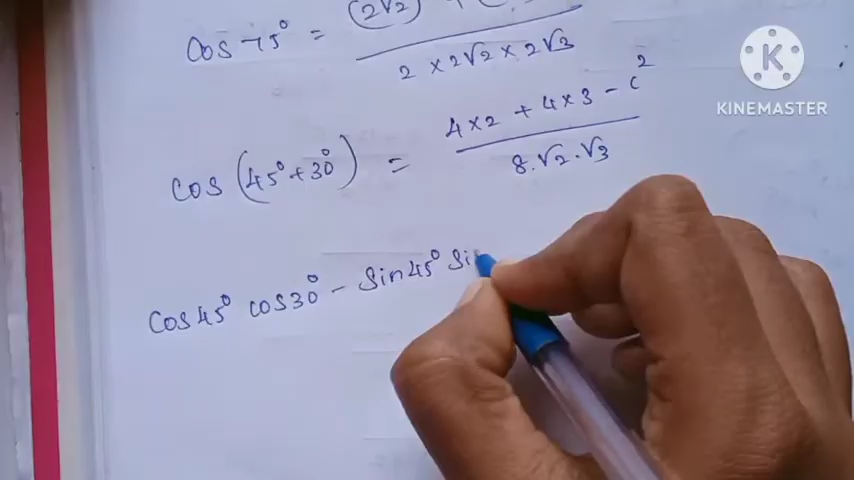 cos 75° = (2√2)
2 × 2√2 × 2√3
K
KINEMASTER
cos (45° + 30°) = 4×2 + 4×3 - c² / 8.√2.√3
cos 45° cos 30° - Sin 45° Si